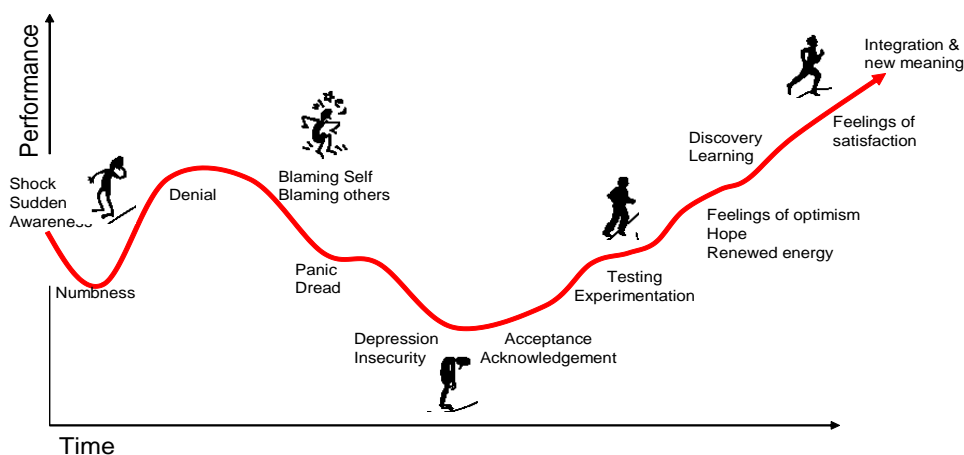 Performance
Shock
Sudden
Awareness
Numbness
Denial
Blaming Self
Blaming others
Panic
Dread
Depression
Insecurity
Acceptance
Acknowledgement
Testing
Experimentation
Discovery
Learning
Feelings of optimism
Hope
Renewed energy
Feelings of
satisfaction
Integration &
new meaning
Time